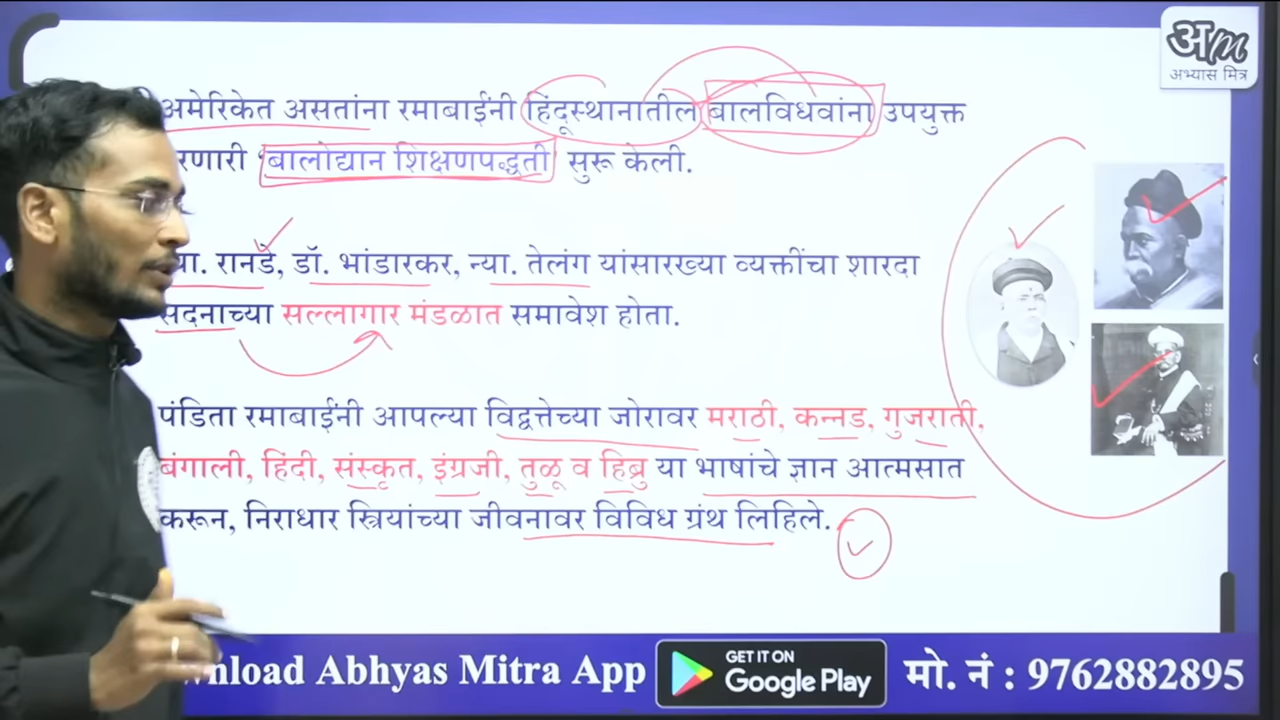 अm
अभ्यास मित्र
अमेरिकेत असतांना रमाबाईंनी हिंदूस्थानातील बालविधवांना उपयुक्त
रणारी 'बालोद्यान शिक्षणपद्धती' सुरू केली.
या. रानडे, डॉ. भांडारकर, न्या. तेलंग यांसारख्या व्यक्तींचा शारदा
सदनाच्या सल्लागार मंडळात समावेश होता.
पंडिता रमाबाईंनी आपल्या विद्वत्तेच्या जोरावर मराठी, कन्नड, गुजराती,
बंगाली, हिंदी, संस्कृत, इंग्रजी, तुळू व हिब्रु या भाषांचे ज्ञान आत्मसात
करून, निराधार स्त्रियांच्या जीवनावर विविध ग्रंथ लिहिले.
wnload Abhyas Mitra App GET IT ON Google Play मो. नं : 9762882895